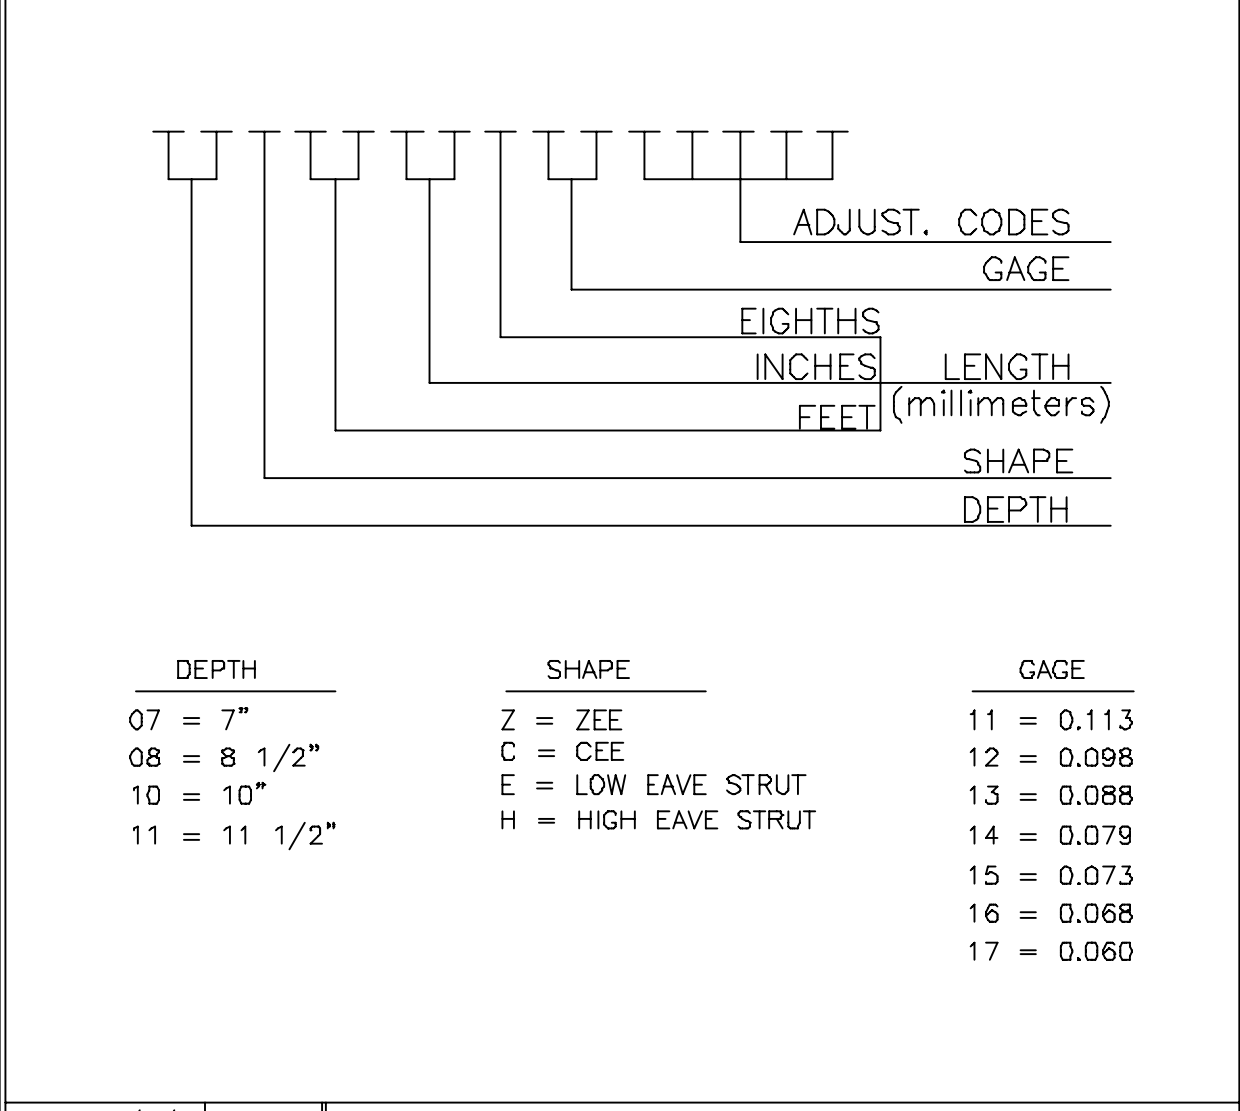 ADJUST. CODES
GAGE
EIGHTHS
INCHES LENGTH
(millimeters)
FEET
SHAPE
DEPTH
DEPTH
07 = 7"
08 = 8 1/2"
10 = 10"
11 = 11 1/2"
SHAPE
Z = ZEE
C = CEE
E = LOW EAVE STRUT
H = HIGH EAVE STRUT
GAGE
11 = 0.113
12 = 0.098
13 = 0.088
14 = 0.079
15 = 0.073
16 = 0.068
17 = 0.060